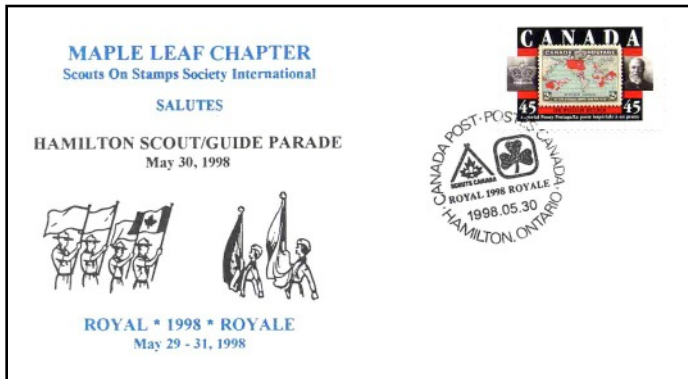 MAPLE LEAF CHAPTER
Scouts On Stamps Society International
SALUTES
HAMILTON SCOUT/GUIDE PARADE
May 30, 1998
ROYAL * 1998 * ROYALE
May 29 - 31, 1998
CANADA
CANADA POSTAGE
45 45
CANADA POST · POSTES CANADA
SCOUTS CANADA
ROYAL 1998 ROYALE
1998.05.30
HAMILTON, ONTARIO